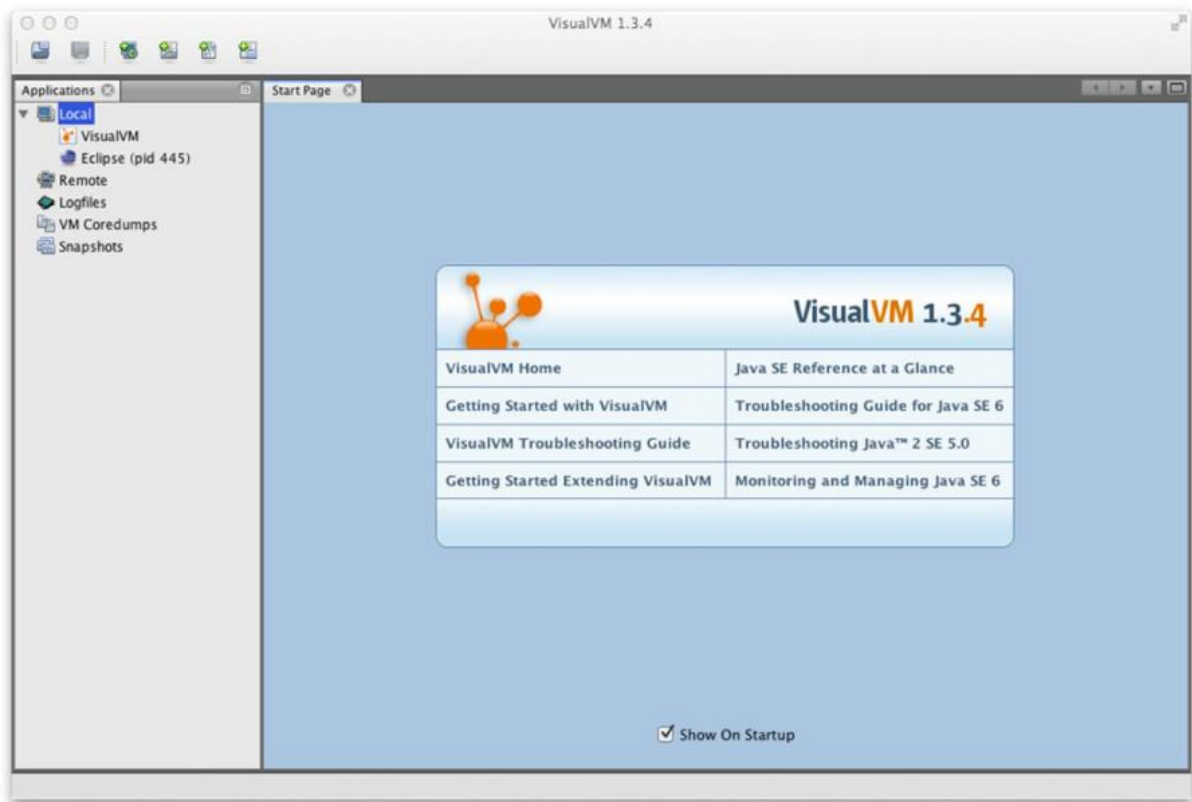 VisualVM 1.3.4
Applications
Start Page
Local
VisualVM
Eclipse (pid 445)
Remote
Logfiles
VM Coredumps
Snapshots
VisualVM 1.3.4
VisualVM Home
Java SE Reference at a Glance
Getting Started with VisualVM
Troubleshooting Guide for Java SE 6
VisualVM Troubleshooting Guide
Troubleshooting Java™ 2 SE 5.0
Getting Started Extending VisualVM
Monitoring and Managing Java SE 6
Show On Startup